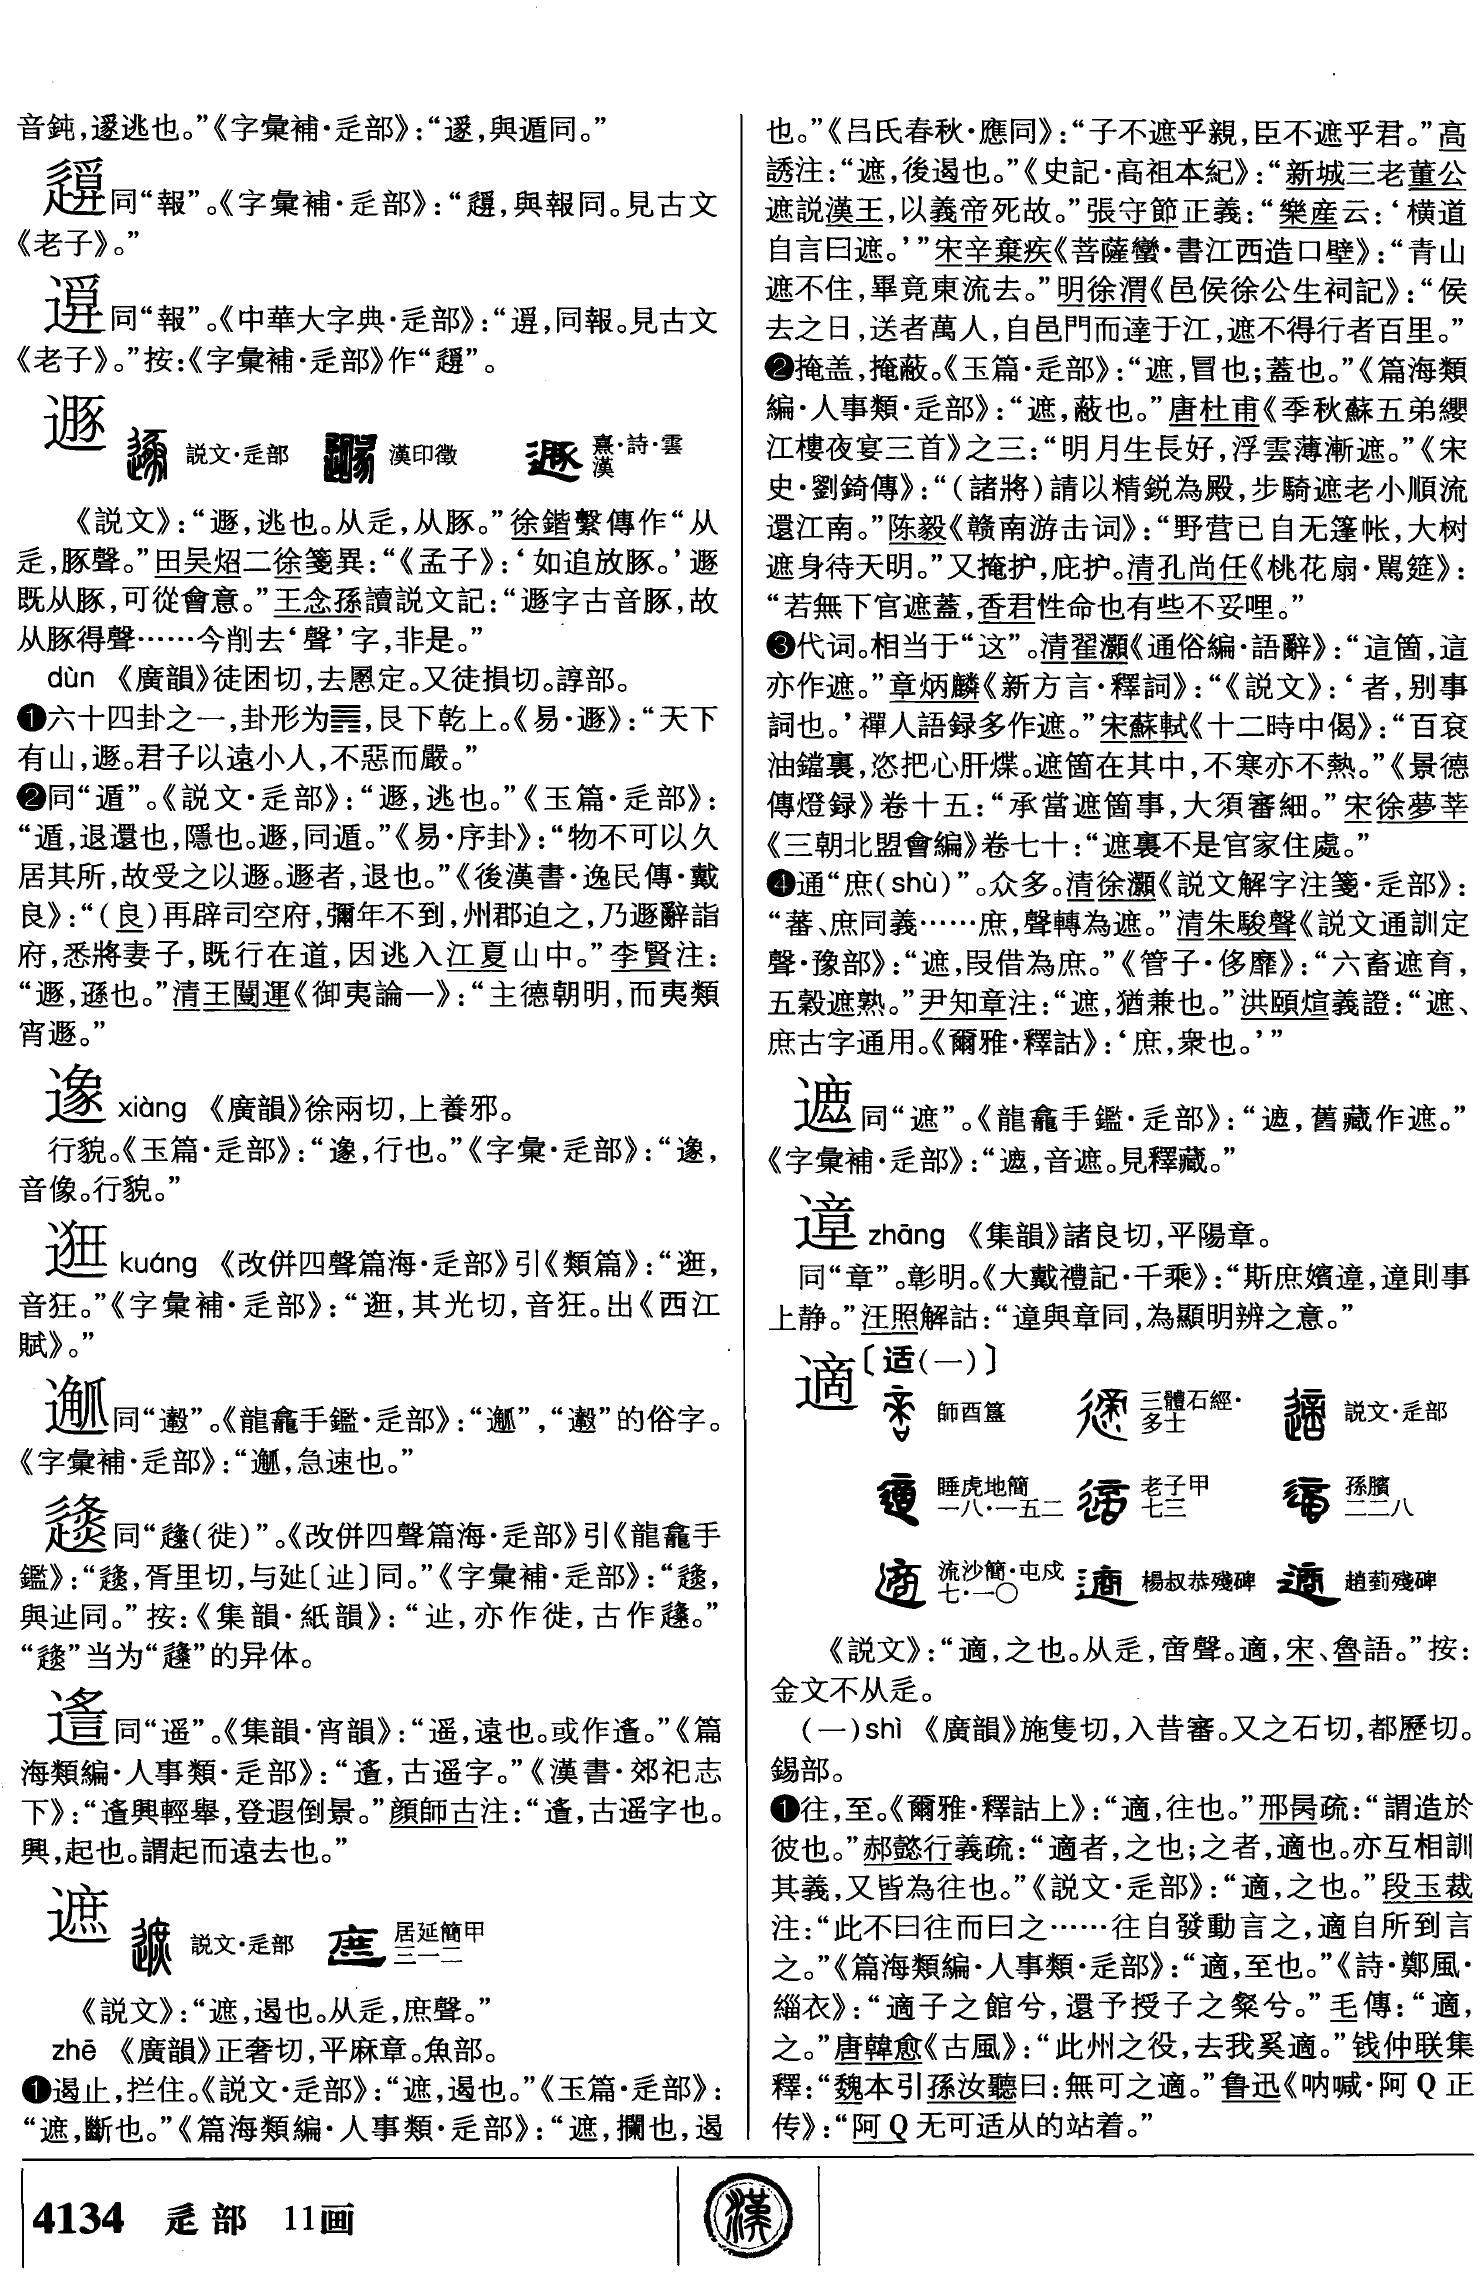 音鈍，逯逃也。”《字彙補·辵部》：“，與遁同。”
同“報”。《字彙補·辵部》：“，與報同。見古文
《老子》。”
同“報”。《中華大字典·辵部》：“，同報。見古文
《老子》。”按：《字彙補·辵部》作“”。
遯
説文·辵部 漢印徵 熹·詩·雲漢
《説文》：“遯，逃也。从辵，从豚。”徐鍇繫傳作“从
辵，豚聲。”田吴炤二徐箋異：“《孟子》：‘如追放豚。’遯
既从豚，可從會意。”王念孫讀説文記：“遯字古音豚，故
从豚得聲……今削去‘聲’字，非是。”
dùn 《廣韻》徒困切，去慁定。又徒損切。諄部。
❶六十四卦之一，卦形为䷠，艮下乾上。《易·遯》：“天下
有山，遯。君子以遠小人，不惡而嚴。”
❷同“遁”。《説文·辵部》：“遯，逃也。”《玉篇·辵部》：
“遁，退還也，隱也。遯，同遁。”《易·序卦》：“物不可以久
居其所，故受之以遯。遯者，退也。”《後漢書·逸民傳·戴
良》：“（良）再辟司空府，彌年不到，州郡迫之，乃遯辭詣
府，悉將妻子，既行在道，因逃入江夏山中。”李賢注：
“遯，遜也。”清王闓運《御夷論一》：“主德朝明，而夷類
宵遯。”
𨗵 xiàng 《廣韻》徐兩切，上養邪。
行貌。《玉篇·辵部》：“，行也。”《字彙·辵部》：“，
音像。行貌。”
kuáng 《改併四聲篇海·辵部》引《類篇》：“，
音狂。”《字彙補·辵部》：“，其光切，音狂。出《西江
賦》。”
同“”。《龍龕手鑑·辵部》：“”，“”的俗字。
《字彙補·辵部》：“，急速也。”
同“（徙）”。《改併四聲篇海·辵部》引《龍龕手
鑑》：“，胥里切，与𨑭〔辿〕同。”《字彙補·辵部》：“，
與同。”按：《集韻·紙韻》：“，亦作徙，古作。”
“”当为“”的异体。
同“遥”。《集韻·宵韻》：“遥，遠也。或作。”《篇
海類編·人事類·辵部》：“，古遥字。”《漢書·郊祀志
下》：“興輕舉，登遐倒景。”顔師古注：“，古遥字也。
興，起也。謂起而遠去也。”
遮
説文·辵部 居延簡甲三一二
《説文》：“遮，遏也。从辵，庶聲。”
zhē 《廣韻》正奢切，平麻章。魚部。
❶遏止，拦住。《説文·辵部》：“遮，遏也。”《玉篇·辵部》：
“遮，斷也。”《篇海類編·人事類·辵部》：“遮，攔也，遏
也。”《吕氏春秋·應同》：“子不遮乎親，臣不遮乎君。”高
誘注：“遮，後遏也。”《史記·高祖本紀》：“新城三老董公
遮説漢王，以義帝死故。”張守節正義：“樂産云：‘横道
自言曰遮。’”宋辛棄疾《菩薩蠻·書江西造口壁》：“青山
遮不住，畢竟東流去。”明徐渭《邑侯徐公生祠記》：“侯
去之日，送者萬人，自邑門而達于江，遮不得行者百里。”
❷掩盖，掩蔽。《玉篇·辵部》：“遮，冒也；蓋也。”《篇海類
編·人事類·辵部》：“遮，蔽也。”唐杜甫《季秋蘇五弟纓
江樓夜宴三首》之三：“明月生長好，浮雲薄漸遮。”《宋
史·劉錡傳》：“（諸將）請以精鋭為殿，步騎遮老小順流
還江南。”陈毅《赣南游击词》：“野营已自无篷帐，大树
遮身待天明。”又掩护，庇护。清孔尚任《桃花扇·駡筵》：
“若無下官遮蓋，香君性命也有些不妥哩。”
❸代词。相当于“这”。清翟灝《通俗編·語辭》：“這箇，這
亦作遮。”章炳麟《新方言·釋詞》：“《説文》：‘者，别事
詞也。’禪人語録多作遮。”宋蘇軾《十二時中偈》：“百衮
油鐺裏，恣把心肝煠。遮箇在其中，不寒亦不熱。”《景德
傳燈録》卷十五：“承當遮箇事，大須審細。”宋徐夢莘
《三朝北盟會編》卷七十：“遮裏不是官家住處。”
❹通“庶（shù）”。众多。清徐灝《説文解字注箋·辵部》：
“蕃、庶同義……庶，聲轉為遮。”清朱駿聲《説文通訓定
聲·豫部》：“遮，叚借為庶。”《管子·侈靡》：“六畜遮育，
五穀遮熟。”尹知章注：“遮，猶兼也。”洪頤煊義證：“遮、
庶古字通用。《爾雅·釋詁》：‘庶，衆也。’”
同“遮”。《龍龕手鑑·辵部》：“，舊藏作遮。”
《字彙補·辵部》：“，音遮。見釋藏。”
遧 zhāng 《集韻》諸良切，平陽章。
同“章”。彰明。《大戴禮記·千乘》：“斯庶嬪遧，遧則事
上静。”汪照解詁：“遧與章同，為顯明辨之意。”
適〔适（一）〕
師酉簋 三體石經·多士 説文·辵部
睡虎地簡一八·一五二 老子甲七三 孫臏二二八
流沙簡·屯戍七·一〇 楊叔恭殘碑 趙菿殘碑
《説文》：“適，之也。从辵，啻聲。適，宋、魯語。”按：
金文不从辵。
（一）shì 《廣韻》施隻切，入昔審。又之石切，都歷切。
錫部。
❶往，至。《爾雅·釋詁上》：“適，往也。”邢昺疏：“謂造於
彼也。”郝懿行義疏：“適者，之也；之者，適也。亦互相訓
其義，又皆為往也。”《説文·辵部》：“適，之也。”段玉裁
注：“此不曰往而曰之……往自發動言之，適自所到言
之。”《篇海類編·人事類·辵部》：“適，至也。”《詩·鄭風·
緇衣》：“適子之館兮，還予授子之粲兮。”毛傳：“適，
之。”唐韓愈《古風》：“此州之役，去我奚適。”钱仲联集
釋：“魏本引孫汝聽曰：無可之適。”鲁迅《呐喊·阿Q正
传》：“阿Q无可适从的站着。”
4134 辵部 11画
漢